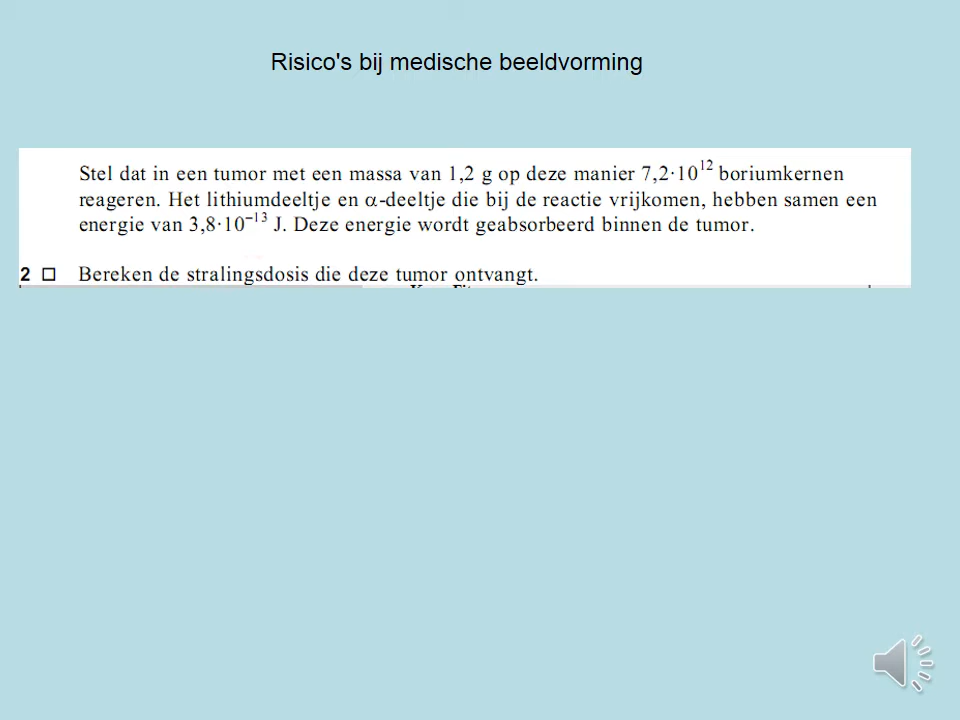 Risico's bij medische beeldvorming
Stel dat in een tumor met een massa van 1,2 g op deze manier 7,2·10¹² boriumkernen
reageren. Het lithiumdeeltje en α-deeltje die bij de reactie vrijkomen, hebben samen een
energie van 3,8·10⁻¹³ J. Deze energie wordt geabsorbeerd binnen de tumor.
2 □ Bereken de stralingsdosis die deze tumor ontvangt.